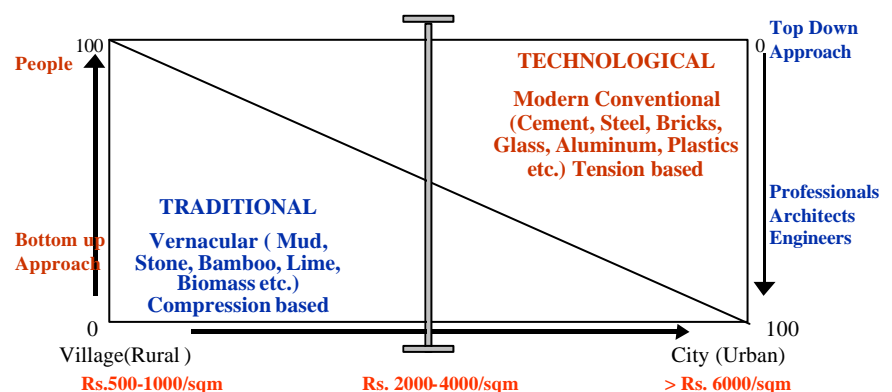 100
People
0
Top Down
Approach
TECHNOLOGICAL
Modern Conventional
(Cement, Steel, Bricks,
Glass, Aluminum, Plastics
etc.) Tension based
TRADITIONAL
Vernacular ( Mud,
Stone, Bamboo, Lime,
Biomass etc.)
Compression based
Bottom up
Approach
Professionals
Architects
Engineers
0
100
Village(Rural )
City (Urban)
Rs.500-1000/sqm
Rs. 2000-4000/sqm
> Rs. 6000/sqm